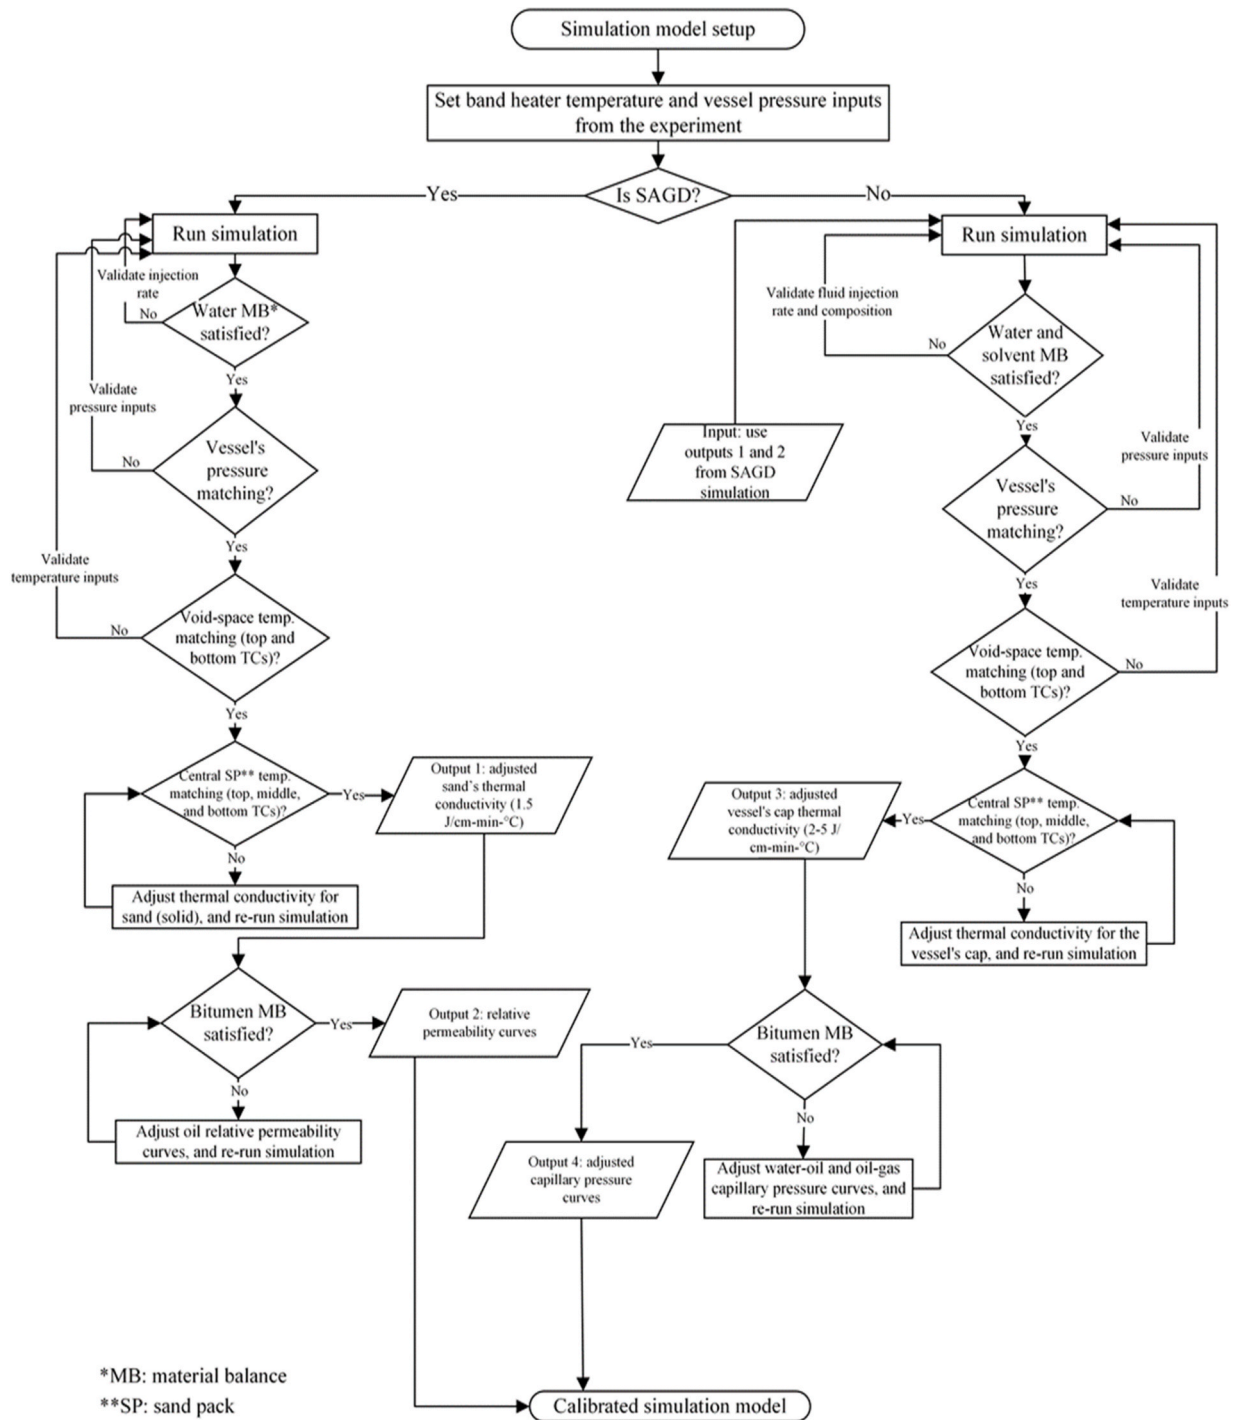 Simulation model setup
Set band heater temperature and vessel pressure inputs
from the experiment
Is SAGD?
Yes
No
Run simulation
Validate injection
rate
No
Water MB*
satisfied?
Yes
Validate
pressure inputs
No
Vessel's
pressure
matching?
Yes
Validate
temperature inputs
No
Void-space temp.
matching (top and
bottom TCs)?
Yes
Central SP** temp.
matching (top, middle,
and bottom TCs)?
Yes
Output 1: adjusted
sand's thermal
conductivity (1.5
J/cm-min-°C)
No
Adjust thermal conductivity for
sand (solid), and re-run simulation
Bitumen MB
satisfied?
Yes
Output 2: relative
permeability curves
No
Adjust oil relative permeability
curves, and re-run simulation
Run simulation
Validate fluid injection
rate and composition
No
Water and
solvent MB
satisfied?
Yes
Input: use
outputs 1 and 2
from SAGD
simulation
Vessel's
pressure
matching?
Validate
pressure inputs
No
Yes
Void-space temp.
matching (top and
bottom TCs)?
Validate
temperature inputs
No
Yes
Central SP** temp.
matching (top, middle,
and bottom TCs)?
Yes
Output 3: adjusted
vessel's cap thermal
conductivity (2-5 J/
cm-min-°C)
No
Adjust thermal conductivity for the
vessel's cap, and re-run simulation
Bitumen MB
satisfied?
Yes
Output 4: adjusted
capillary pressure
curves
No
Adjust water-oil and oil-gas
capillary pressure curves, and
re-run simulation
*MB: material balance
**SP: sand pack
Calibrated simulation model